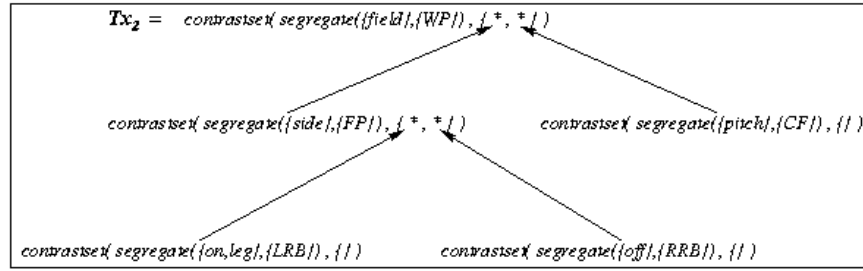 Tx2 = contrastset( segregate({field},{WP}), { *, *} )
contrastset( segregate({side},{FP}), { *, *} ) contrastset( segregate({pitch},{CF}), {} )
contrastset( segregate({on,leg},{LRB}), {} ) contrastset( segregate({off},{RRB}), {} )